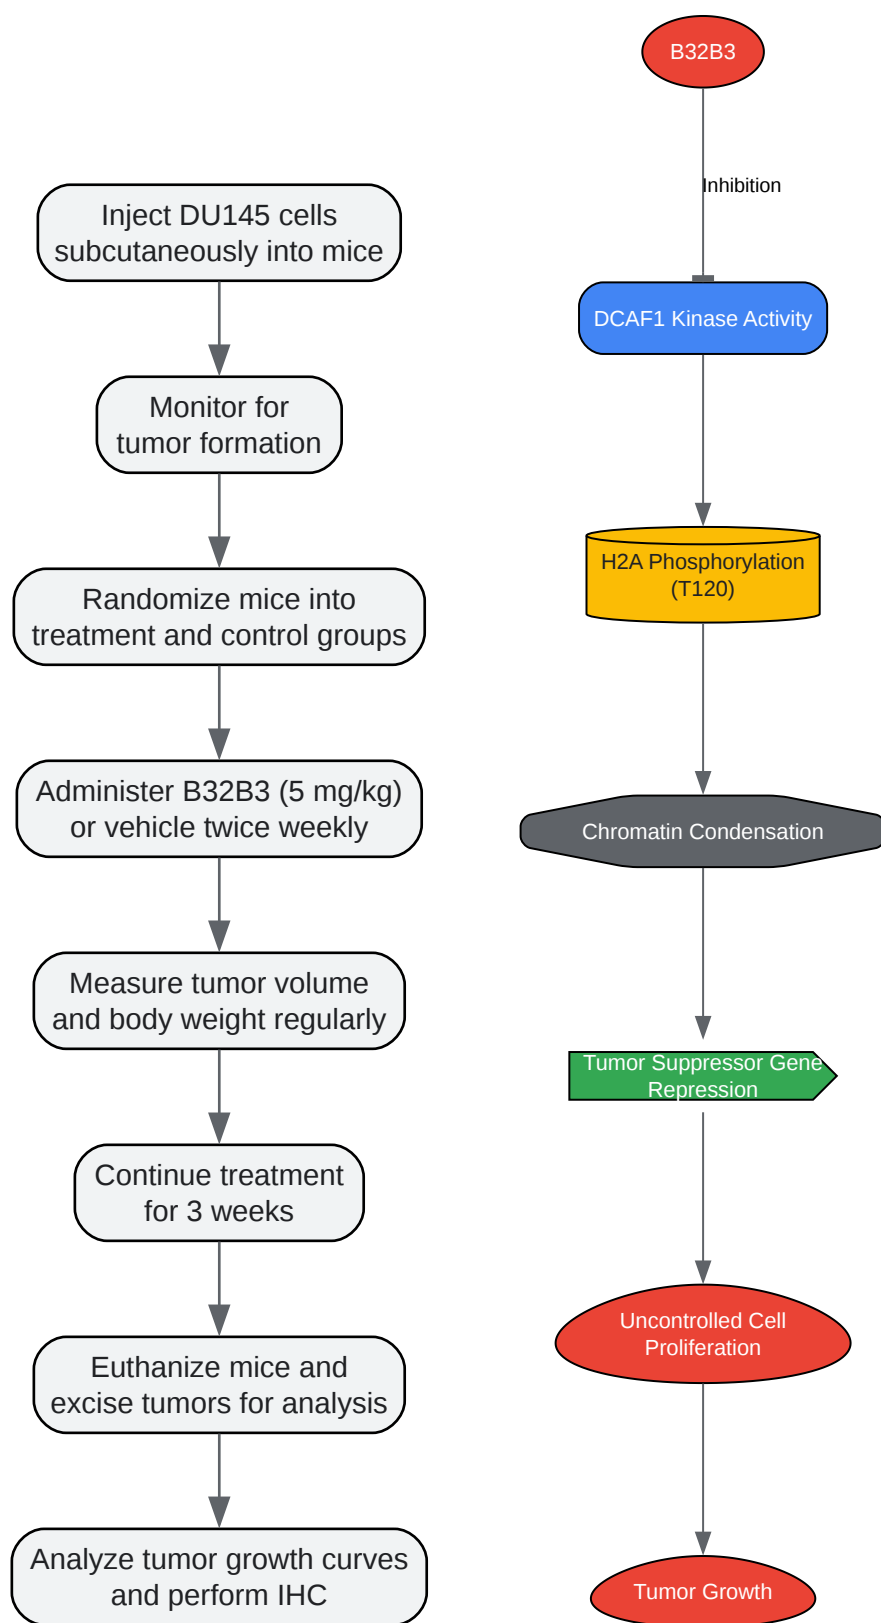 Inject DU145 cells
subcutaneously into mice
Monitor for
tumor formation
Randomize mice into
treatment and control groups
Administer B32B3 (5 mg/kg)
or vehicle twice weekly
Measure tumor volume
and body weight regularly
Continue treatment
for 3 weeks
Euthanize mice and
excise tumors for analysis
Analyze tumor growth curves
and perform IHC
B32B3
Inhibition
DCAF1 Kinase Activity
H2A Phosphorylation
(T120)
Chromatin Condensation
Tumor Suppressor Gene
Repression
Uncontrolled Cell
Proliferation
Tumor Growth